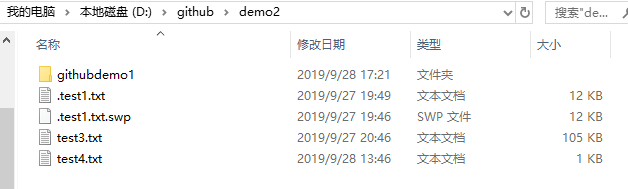 我的电脑 › 本地磁盘 (D:) › github › demo2 搜索"de...
名称 修改日期 类型 大小
githubdemo1 2019/9/28 17:21 文件夹
.test1.txt 2019/9/27 19:49 文本文档 12 KB
.test1.txt.swp 2019/9/27 19:46 SWP 文件 12 KB
test3.txt 2019/9/27 20:46 文本文档 105 KB
test4.txt 2019/9/28 13:46 文本文档 1 KB